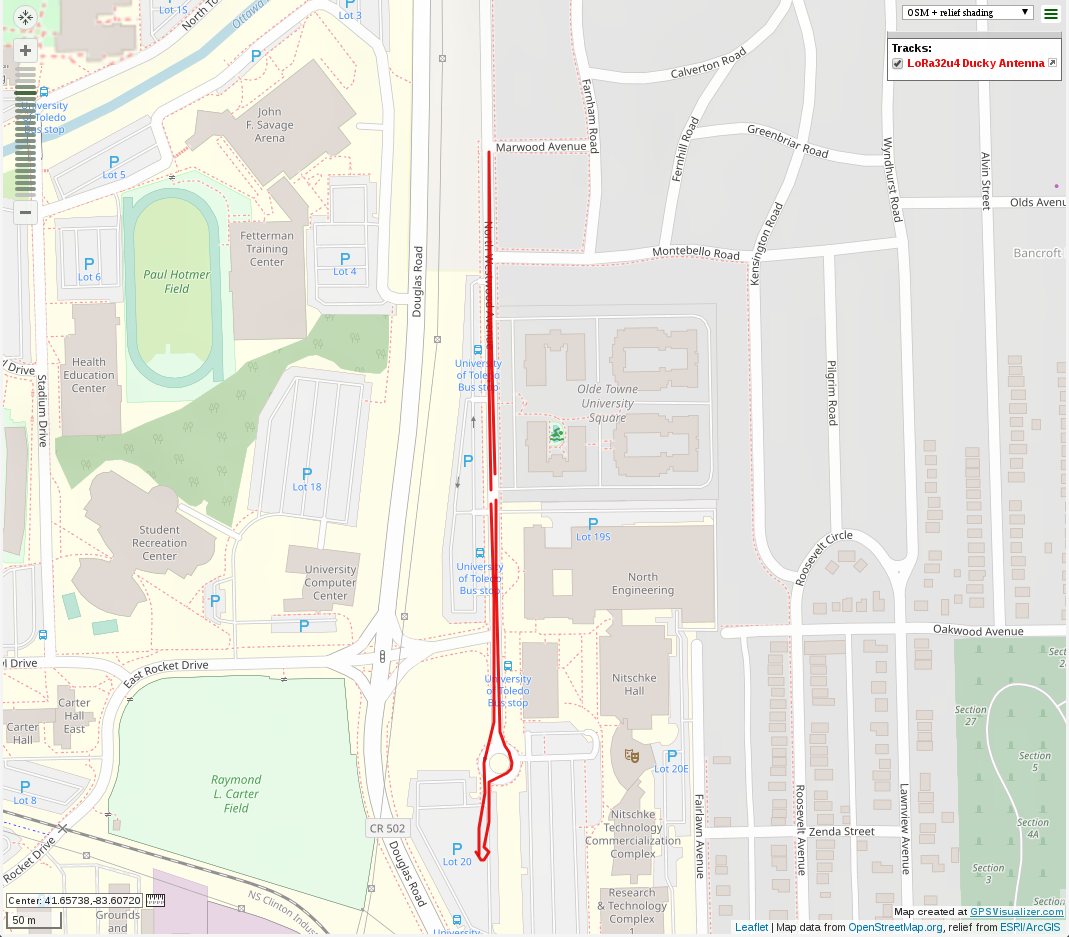 North To
Lot 1S
Ottawa
P
Lot 3
P
OSM + relief shading
Tracks:
LoRa32u4 Ducky Antenna
Calverton Road
Farnham Road
University
of Toledo
Bus stop
John
F. Savage
Arena
P
Lot 5
Marwood Avenue
Fernhill Road
Greenbriar Road
Wyndhurst Road
Alvin Street
Olds Avenu
Fetterman
Training
Center
P
Lot 4
P
Lot 6
Paul Hotmer
Field
Douglas Road
Montebello Road
Kensington Road
Bancroft
Health
Education
Center
l Drive
Stadium Drive
University
of Toledo
Bus stop
Olde Towne
University
Square
Pilgrim Road
P
P
Lot 18
Student
Recreation
Center
P
Lot 19S
University
of Toledo
Bus stop
North
Engineering
Roosevelt Circle
University
Computer
Center
P
P
Oakwood Avenue
l Drive
East Rocket Drive
University
of Toledo
Bus stop
Nitschke
Hall
Carter
Hall
East
Carter
Hall
Section
27
Section
5
Section
4A
Section
3
P
Lot 20E
P
Lot 8
Raymond
L. Carter
Field
CR 502
P
Lot 20
Nitschke
Technology
Commercialization
Complex
Zenda Street
Fairlawn Avenue
Roosevelt Avenue
Lawnview Avenue
Rocket Drive
Douglas Road
Research
& Technology
Complex
1
NS Clinton Indus
Center: 41.65738,-83.60720
50 m
Grounds
and
University
Map created at GPSVisualizer.com
Leaflet | Map data from OpenStreetMap.org, relief from ESRI/ArcGIS